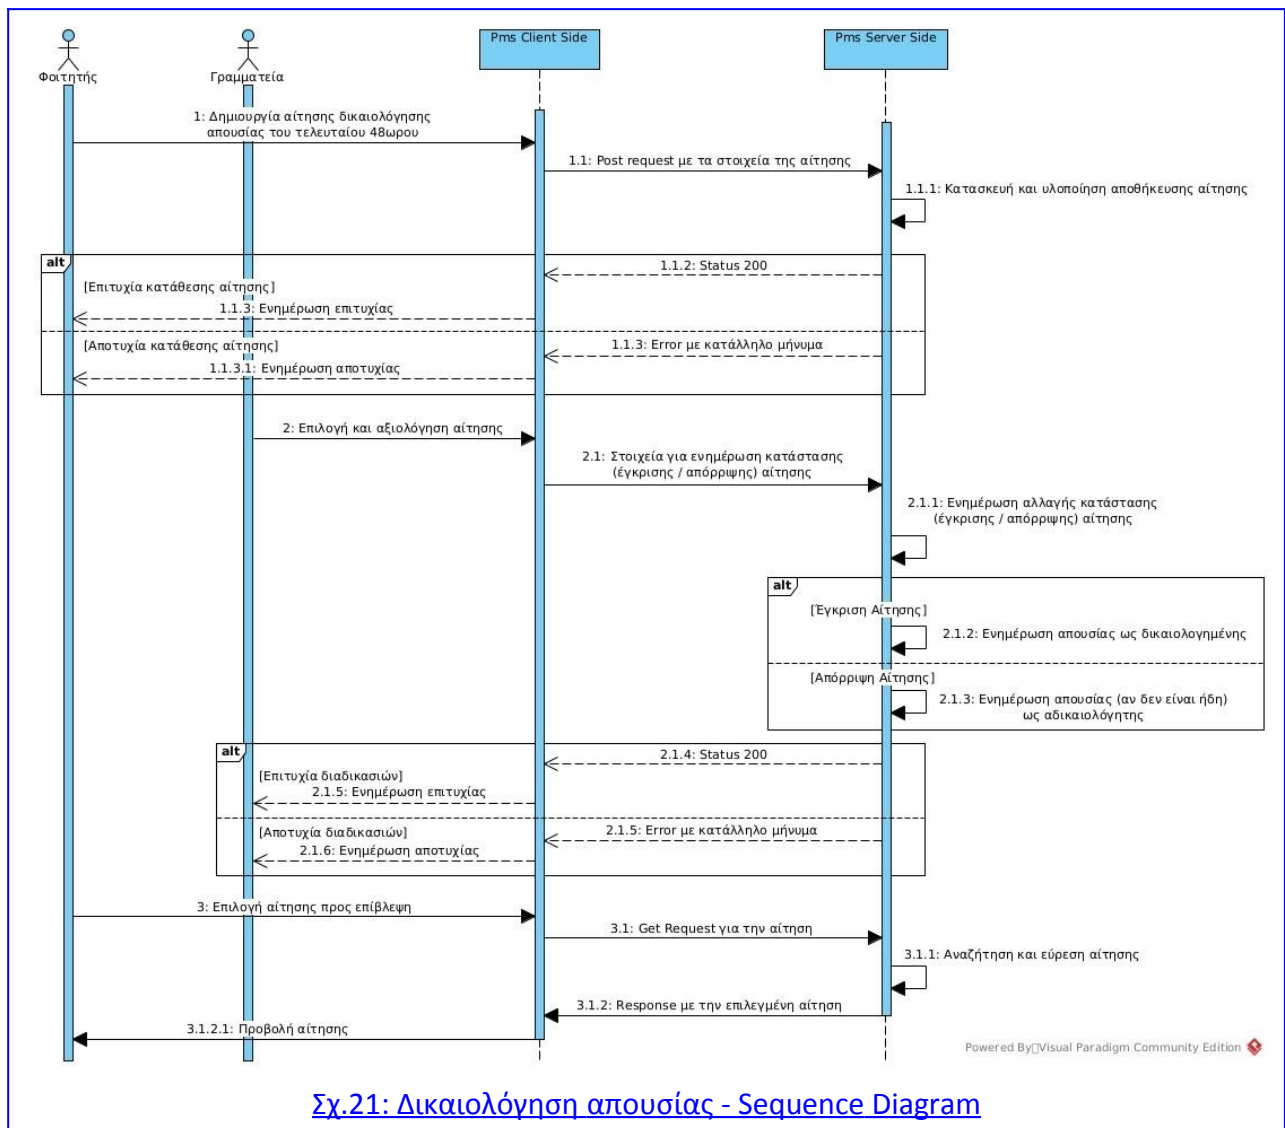 Φοιτητής
Γραμματεία
Pms Client Side
Pms Server Side
1: Δημιουργία αίτησης δικαιολόγησης
απουσίας του τελευταίου 48ωρου
1.1: Post request με τα στοιχεία της αίτησης
1.1.1: Κατασκευή και υλοποίηση αποθήκευσης αίτησης
alt
1.1.2: Status 200
[Επιτυχία κατάθεσης αίτησης]
1.1.3: Ενημέρωση επιτυχίας
[Αποτυχία κατάθεσης αίτησης]
1.1.3: Error με κατάλληλο μήνυμα
1.1.3.1: Ενημέρωση αποτυχίας
2: Επιλογή και αξιολόγηση αίτησης
2.1: Στοιχεία για ενημέρωση κατάστασης
(έγκρισης / απόρριψης) αίτησης
2.1.1: Ενημέρωση αλλαγής κατάστασης
(έγκρισης / απόρριψης) αίτησης
alt
[Έγκριση Αίτησης]
2.1.2: Ενημέρωση απουσίας ως δικαιολογημένης
[Απόρριψη Αίτησης]
2.1.3: Ενημέρωση απουσίας (αν δεν είναι ήδη)
ως αδικαιολόγητης
alt
2.1.4: Status 200
[Επιτυχία διαδικασιών]
2.1.5: Ενημέρωση επιτυχίας
[Αποτυχία διαδικασιών]
2.1.5: Error με κατάλληλο μήνυμα
2.1.6: Ενημέρωση αποτυχίας
3: Επιλογή αίτησης προς επίβλεψη
3.1: Get Request για την αίτηση
3.1.1: Αναζήτηση και εύρεση αίτησης
3.1.2: Response με την επιλεγμένη αίτηση
3.1.2.1: Προβολή αίτησης
Powered By▯Visual Paradigm Community Edition
Σχ.21: Δικαιολόγηση απουσίας - Sequence Diagram